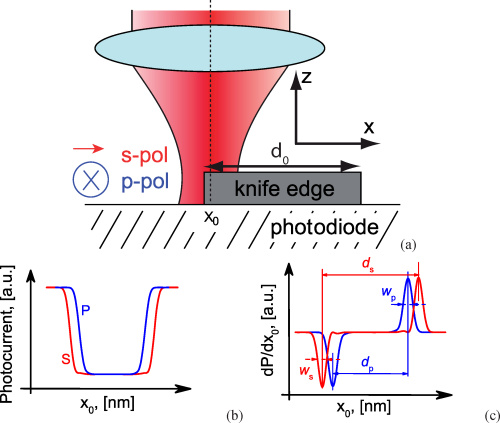 z
x
s-pol
p-pol
d₀
knife edge
x₀
photodiode
(a)
Photocurrent, [a.u.]
P
S
x₀, [nm]
(b)
dP/dx₀, [a.u.]
dₛ
wₚ
wₛ
dₚ
x₀, [nm]
(c)